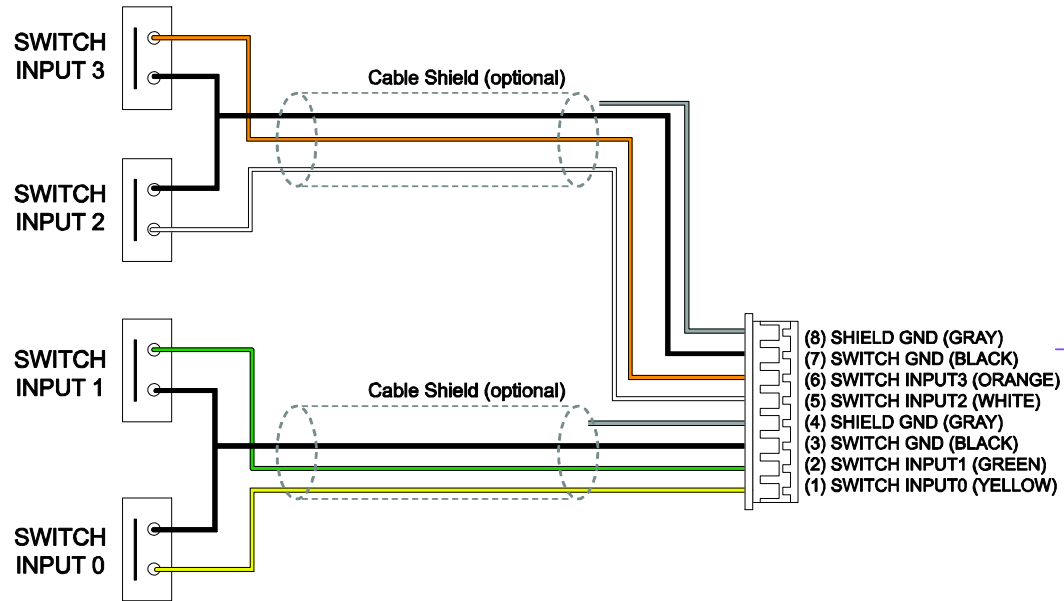 SWITCH
INPUT 3
Cable Shield (optional)
SWITCH
INPUT 2
SWITCH
INPUT 1
Cable Shield (optional)
SWITCH
INPUT 0
(8) SHIELD GND (GRAY)
(7) SWITCH GND (BLACK)
(6) SWITCH INPUT3 (ORANGE)
(5) SWITCH INPUT2 (WHITE)
(4) SHIELD GND (GRAY)
(3) SWITCH GND (BLACK)
(2) SWITCH INPUT1 (GREEN)
(1) SWITCH INPUT0 (YELLOW)